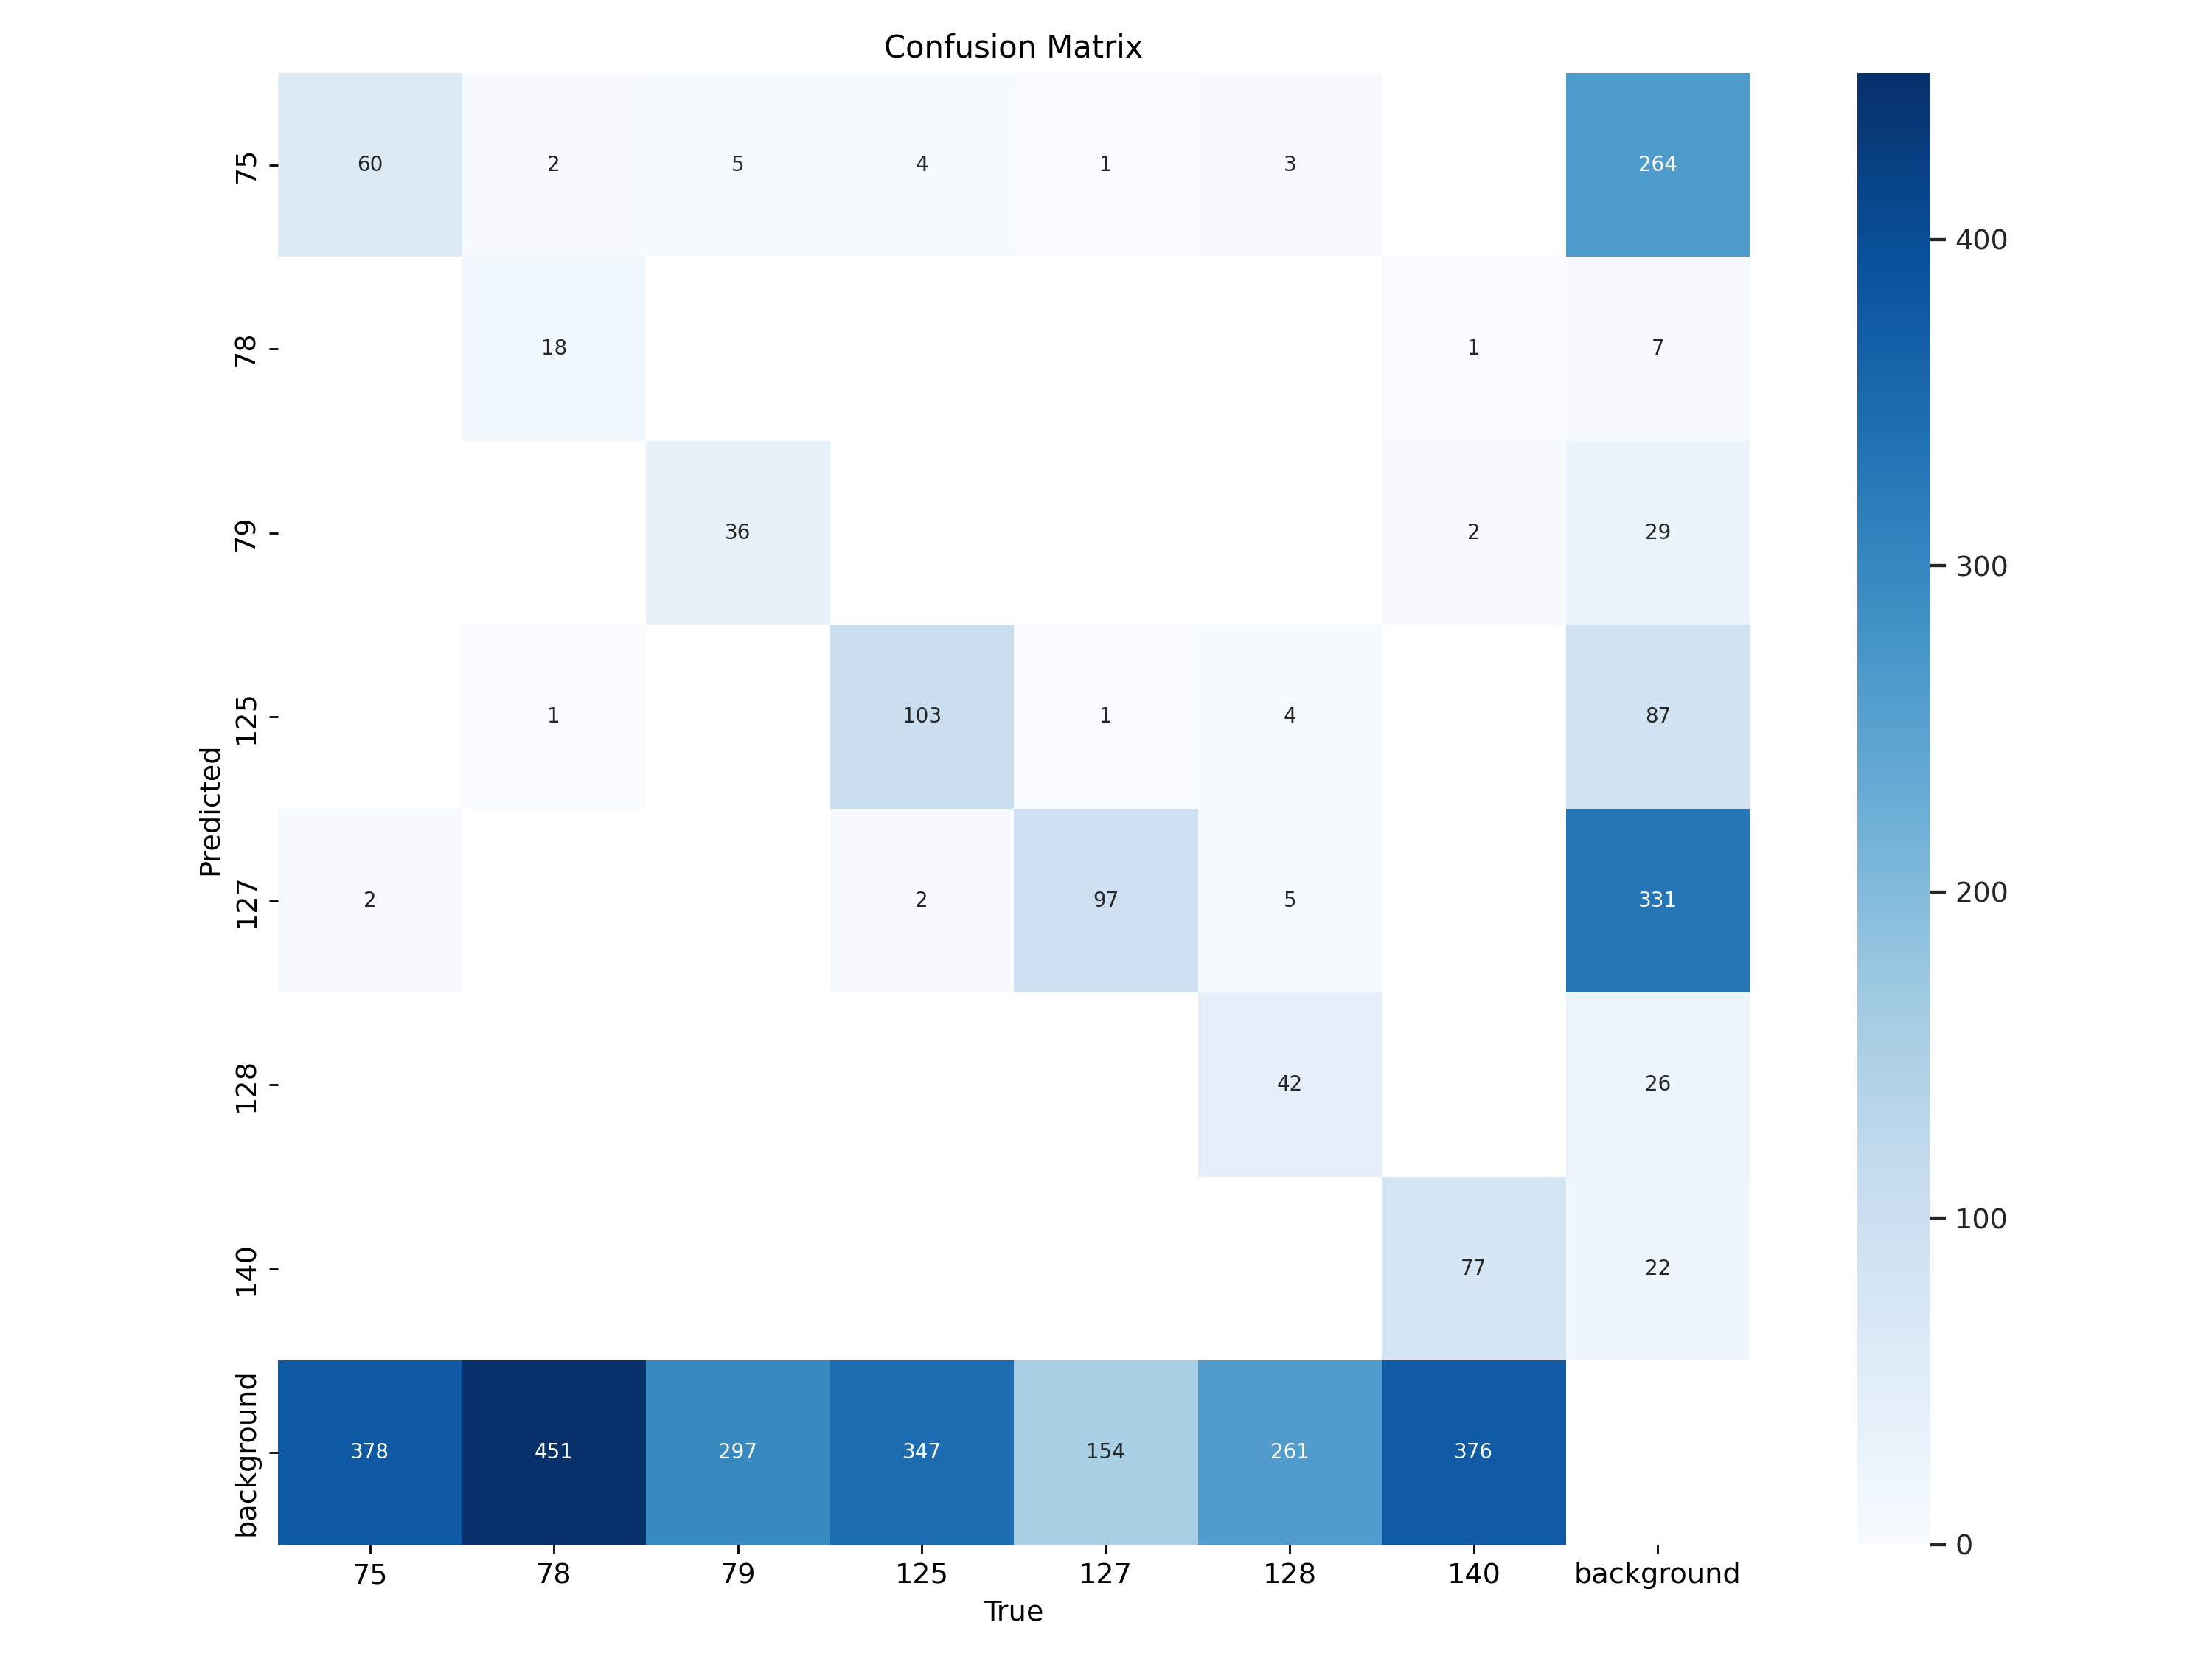 Confusion Matrix
75 60 2 5 4 1 3 264
78 18 1 7
79 36 2 29
125 1 103 1 4 87
127 2 2 97 5 331
128 42 26
140 77 22
background 378 451 297 347 154 261 376
75 78 79 125 127 128 140 background
True
Predicted
400
300
200
100
0